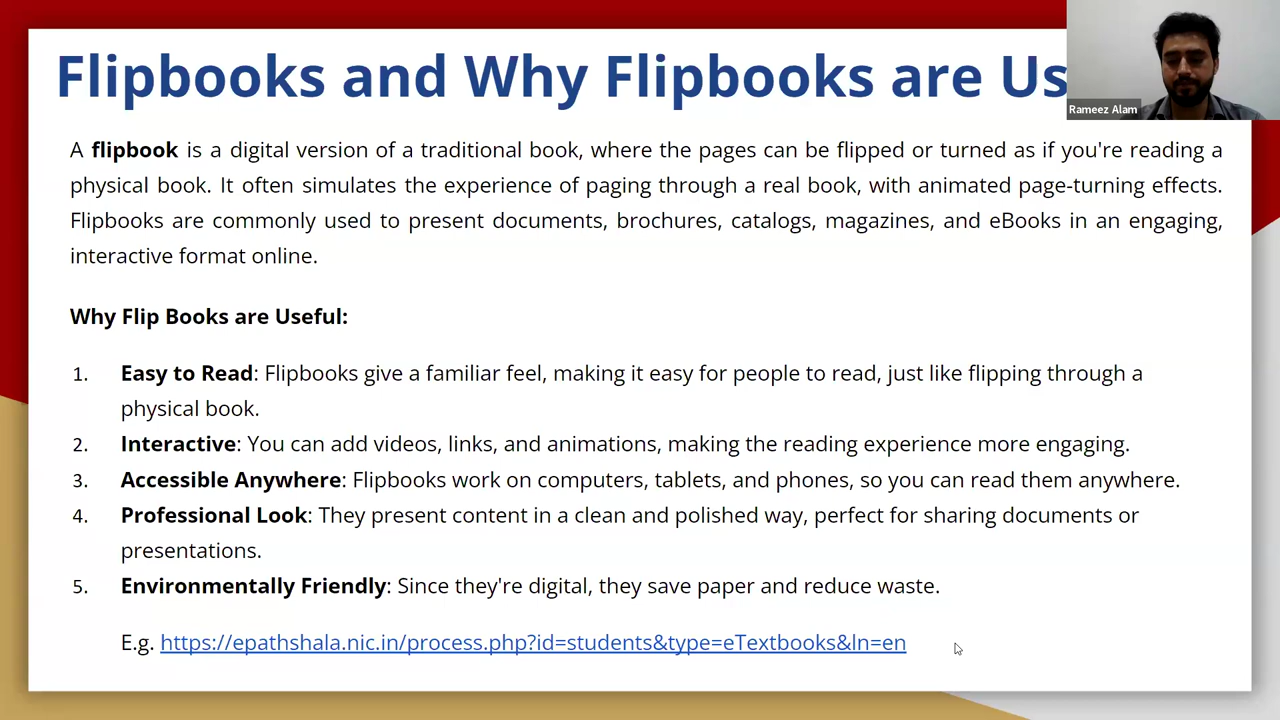 Flipbooks and Why Flipbooks are Us
Rameez Alam
A flipbook is a digital version of a traditional book, where the pages can be flipped or turned as if you're reading a
physical book. It often simulates the experience of paging through a real book, with animated page-turning effects.
Flipbooks are commonly used to present documents, brochures, catalogs, magazines, and eBooks in an engaging,
interactive format online.
Why Flip Books are Useful:
1. Easy to Read: Flipbooks give a familiar feel, making it easy for people to read, just like flipping through a
physical book.
2. Interactive: You can add videos, links, and animations, making the reading experience more engaging.
3. Accessible Anywhere: Flipbooks work on computers, tablets, and phones, so you can read them anywhere.
4. Professional Look: They present content in a clean and polished way, perfect for sharing documents or
presentations.
5. Environmentally Friendly: Since they're digital, they save paper and reduce waste.
E.g. https://epathshala.nic.in/process.php?id=students&type=eTextbooks&ln=en